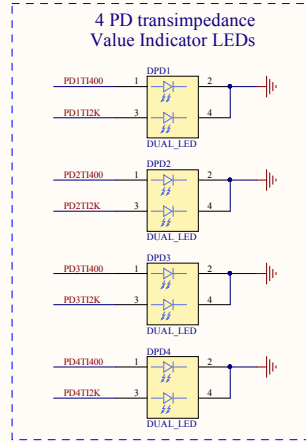 4 PD transimpedance
Value Indicator LEDs
DPD1
PD1TI400 1 2
PD1TI2K 3 4
DUAL_LED
DPD2
PD2TI400 1 2
PD2TI2K 3 4
DUAL_LED
DPD3
PD3TI400 1 2
PD3TI2K 3 4
DUAL_LED
DPD4
PD4TI400 1 2
PD4TI2K 3 4
DUAL_LED